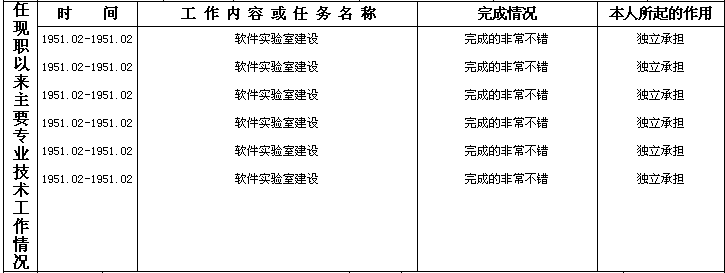 任现职以来主要专业技术工作情况
时 间 工 作 内 容 或 任 务 名 称 完成情况 本人所起的作用
1951.02-1951.02 软件实验室建设 完成的非常不错 独立承担
1951.02-1951.02 软件实验室建设 完成的非常不错 独立承担
1951.02-1951.02 软件实验室建设 完成的非常不错 独立承担
1951.02-1951.02 软件实验室建设 完成的非常不错 独立承担
1951.02-1951.02 软件实验室建设 完成的非常不错 独立承担
1951.02-1951.02 软件实验室建设 完成的非常不错 独立承担